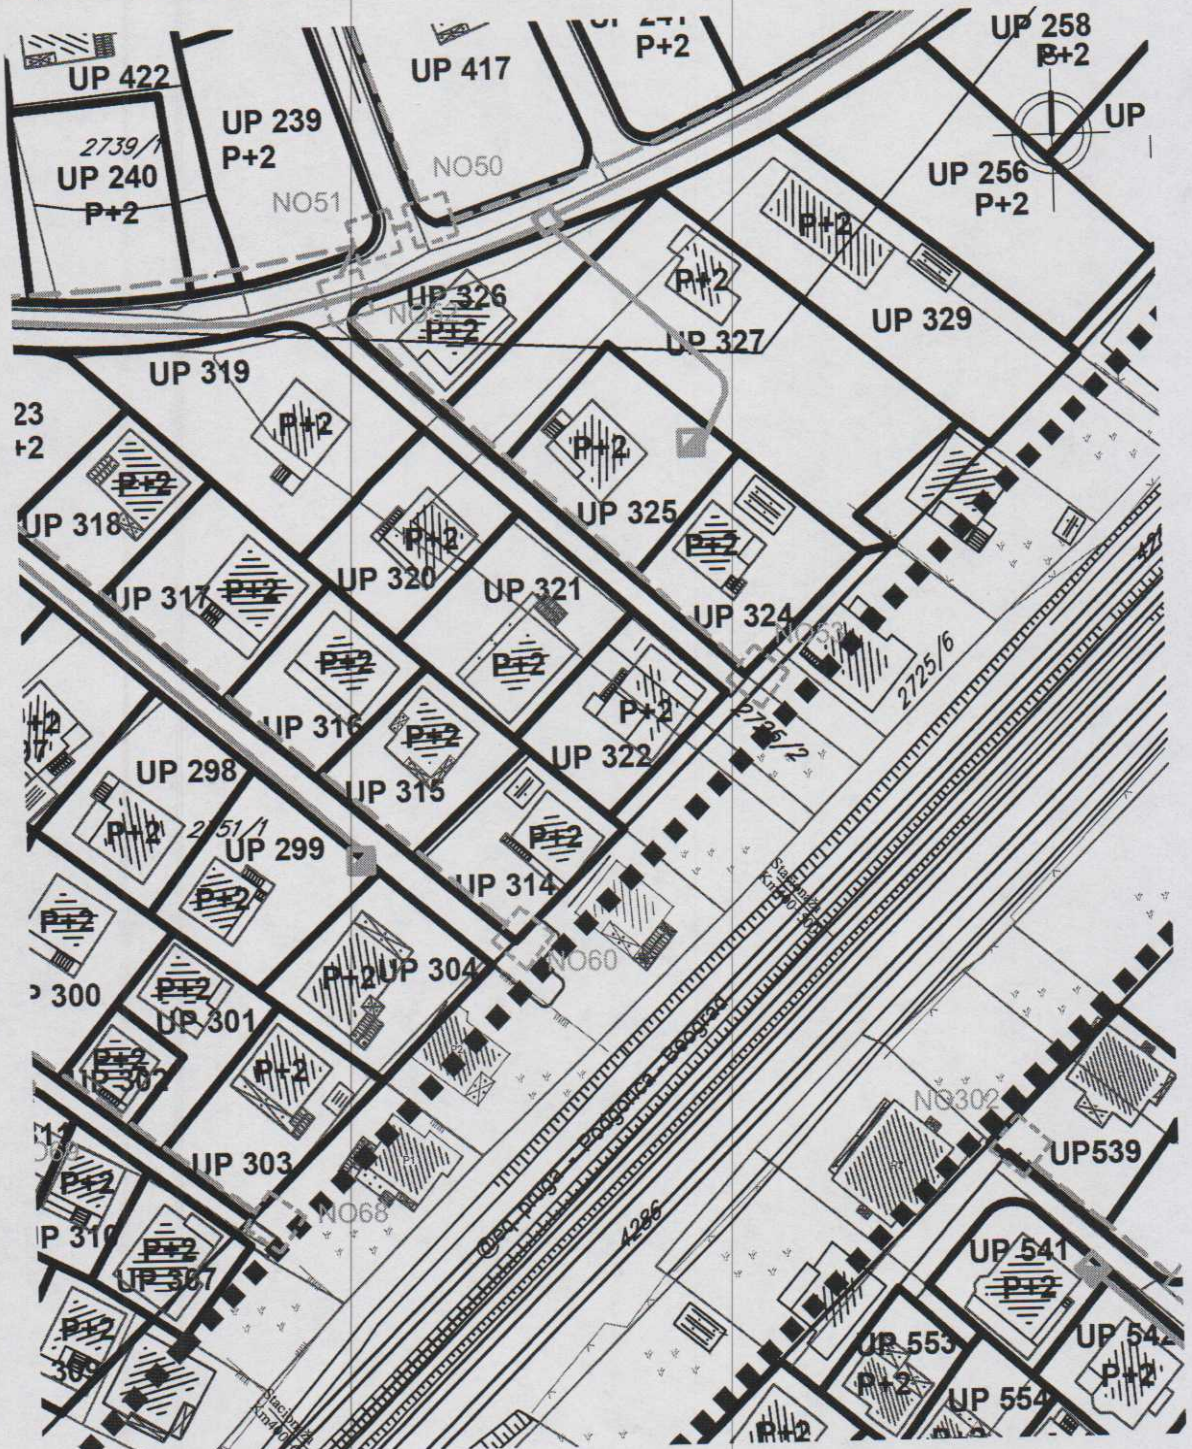 UP 422
UP 417
P+2
UP 258
P+2
2739/1
UP 240
P+2
UP 239
P+2
UP
UP 256
P+2
NO50
NO51
P+2
UP 326
P+2
P+2
UP 327
UP 329
UP 319
23
+2
P+2
P+2
UP 318
P+2
UP 325
P+2
UP 320
P+2
UP 317
P+2
UP 321
P+2
UP 324
NO53
2725/6
P+2
UP 316
P+2
UP 315
P+2
UP 322
2725/2
+2
UP 298
P+2
2751/1
UP 299
P+2
P+2
UP 314
P+2
UP 304
P+2
NO60
P 300
P+2
UP 301
P+2
UP 302
P+2
UP 303
NO68
@eq. pruga - Podgorica - Beograd
4286
NO302
UP539
P+2
P 310
P+2
UP 307
P+2
309
UP 541
P+2
UP 553
P+2
UP 542
P+2
UP 554
P+2